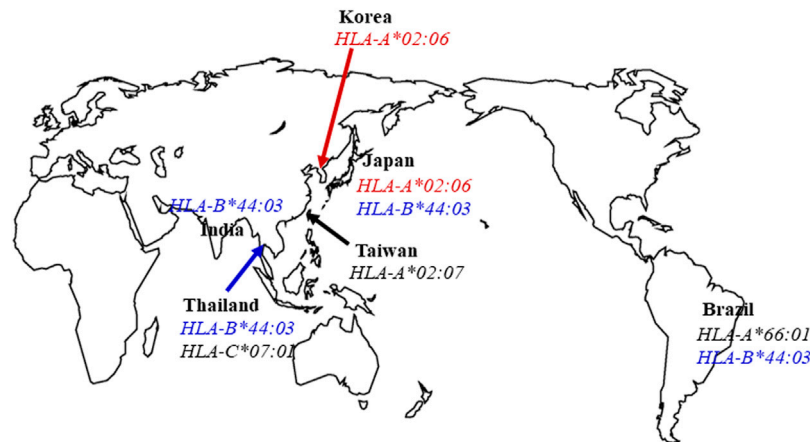 Korea
HLA-A*02:06
Japan
HLA-A*02:06
HLA-B*44:03
HLA-B*44:03
India
Taiwan
HLA-A*02:07
Thailand
HLA-B*44:03
HLA-C*07:01
Brazil
HLA-A*66:01
HLA-B*44:03